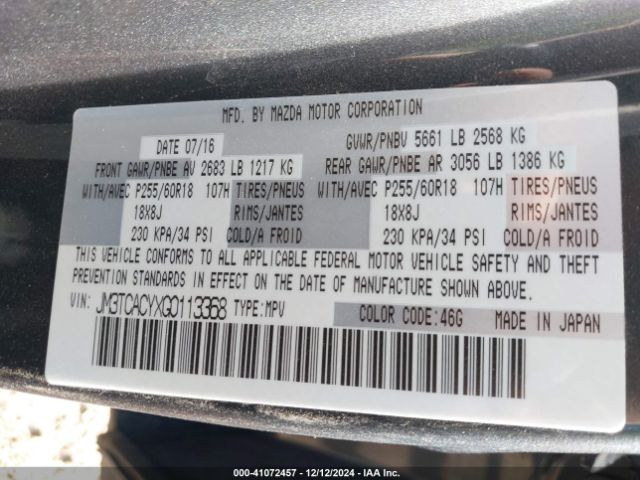 MFD. BY MAZDA MOTOR CORPORATION
DATE 07/16 GVWR/PNBV 5661 LB 2568 KG
FRONT GAWR/PNBE AV 2683 LB 1217 KG REAR GAWR/PNBE AR 3056 LB 1386 KG
WITH/AVEC P255/60R18 107H TIRES/PNEUS WITH/AVEC P255/60R18 107H TIRES/PNEUS
18X8J RIMS/JANTES 18X8J RIMS/JANTES
230 KPA/34 PSI COLD/A FROID 230 KPA/34 PSI COLD/A FROID
THIS VEHICLE CONFORMS TO ALL APPLICABLE FEDERAL MOTOR VEHICLE SAFETY AND THEFT
PREVENTION STANDARDS IN EFFECT ON THE DATE OF MANUFACTURE SHOWN ABOVE.
VIN: JM3TCACYXG0113368 TYPE:MPV COLOR CODE:46G MADE IN JAPAN
000-41072457 - 12/12/2024 - IAA Inc.